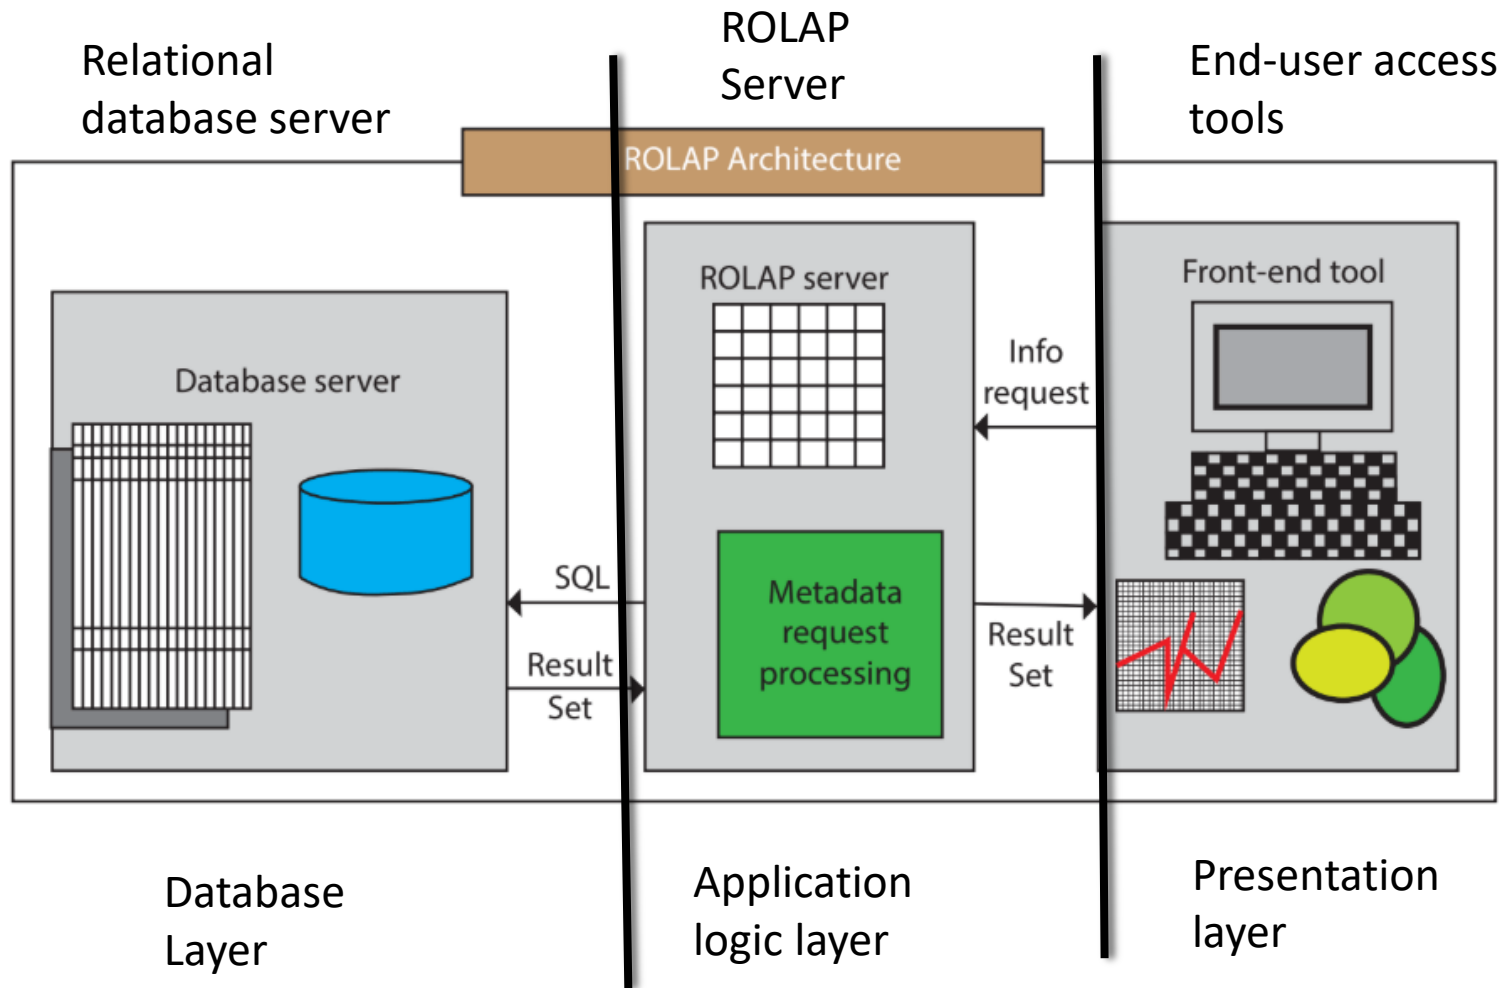 Relational
database server
ROLAP
Server
End-user access
tools
ROLAP Architecture
Database server
SQL
Result
Set
ROLAP server
Metadata
request
processing
Info
request
Result
Set
Front-end tool
Database
Layer
Application
logic layer
Presentation
layer